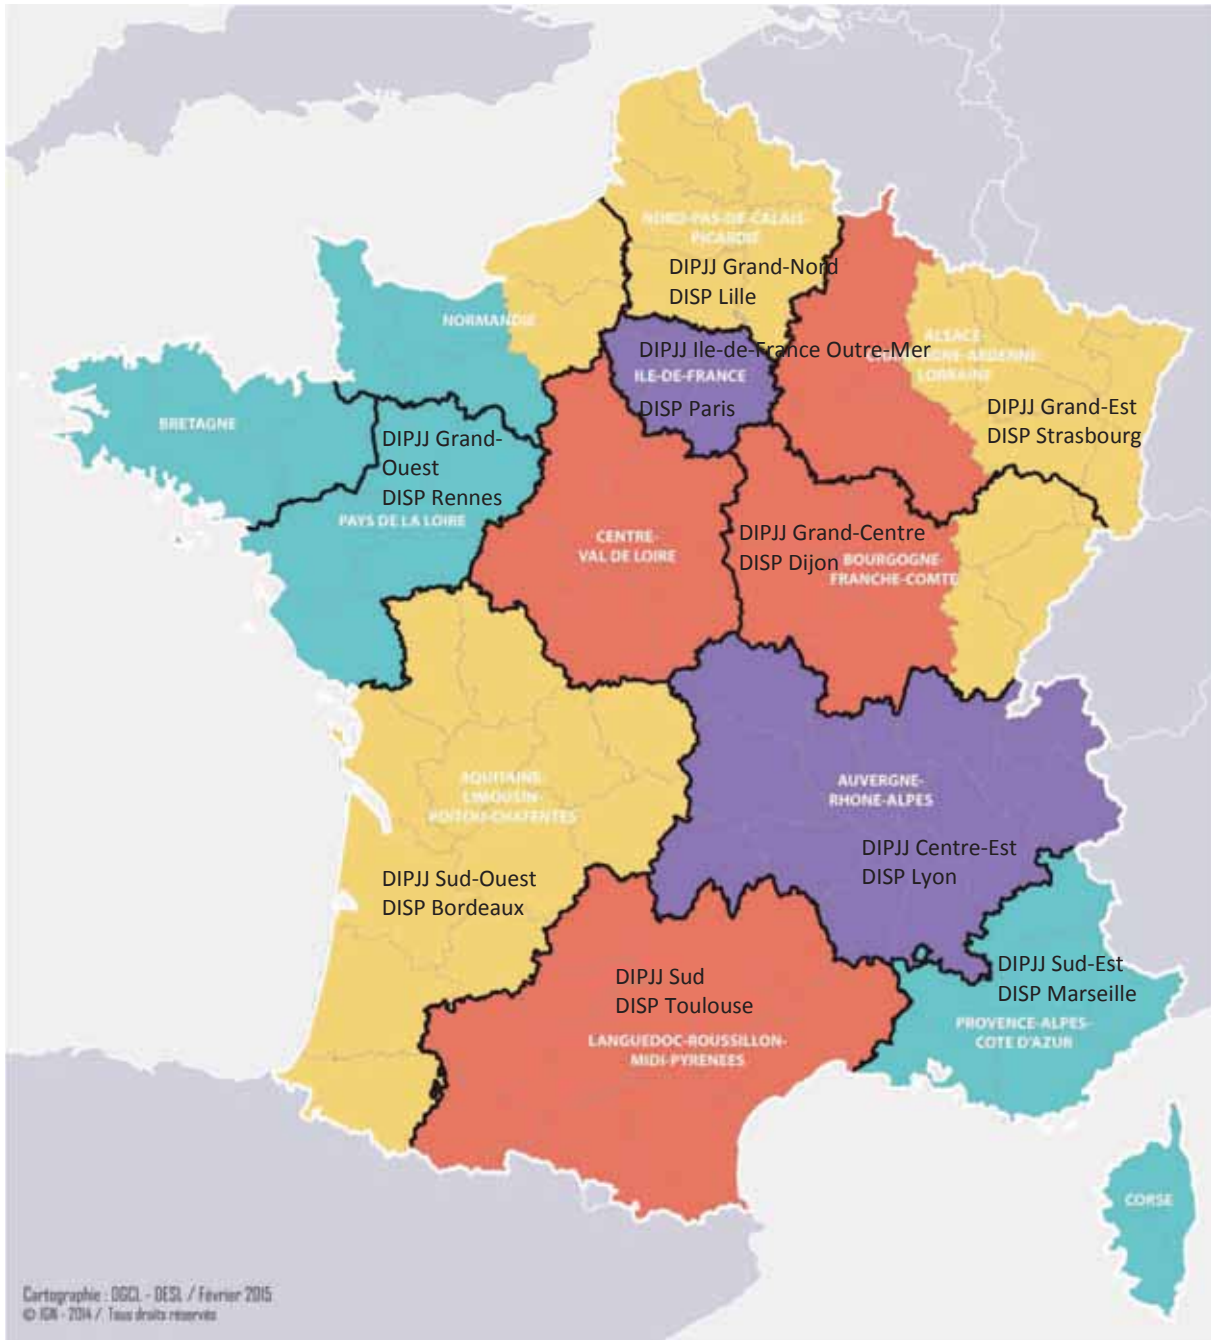 NORD-PAS-DE-CALAIS-
PICARDIE
DIPJJ Grand-Nord
DISP Lille
NORMANDIE
DIPJJ Ile-de-France Outre-Mer
ILE-DE-FRANCE
DISP Paris
ALSACE-
CHAMPAGNE-ARDENNE-
LORRAINE
DIPJJ Grand-Est
DISP Strasbourg
BRETAGNE
DIPJJ Grand-
Ouest
DISP Rennes
PAYS DE LA LOIRE
CENTRE-
VAL DE LOIRE
DIPJJ Grand-Centre
DISP Dijon
BOURGOGNE-
FRANCHE-COMTE
AQUITAINE-
LIMOUSIN-
POITOU-CHARENTES
AUVERGNE-
RHONE-ALPES
DIPJJ Centre-Est
DISP Lyon
DIPJJ Sud-Ouest
DISP Bordeaux
DIPJJ Sud
DISP Toulouse
LANGUEDOC-ROUSSILLON-
MIDI-PYRENEES
DIPJJ Sud-Est
DISP Marseille
PROVENCE-ALPES-
COTE D'AZUR
CORSE
Cartographie : DGCL - DESL / Février 2015
© IGN - 2014 / Tous droits réservés